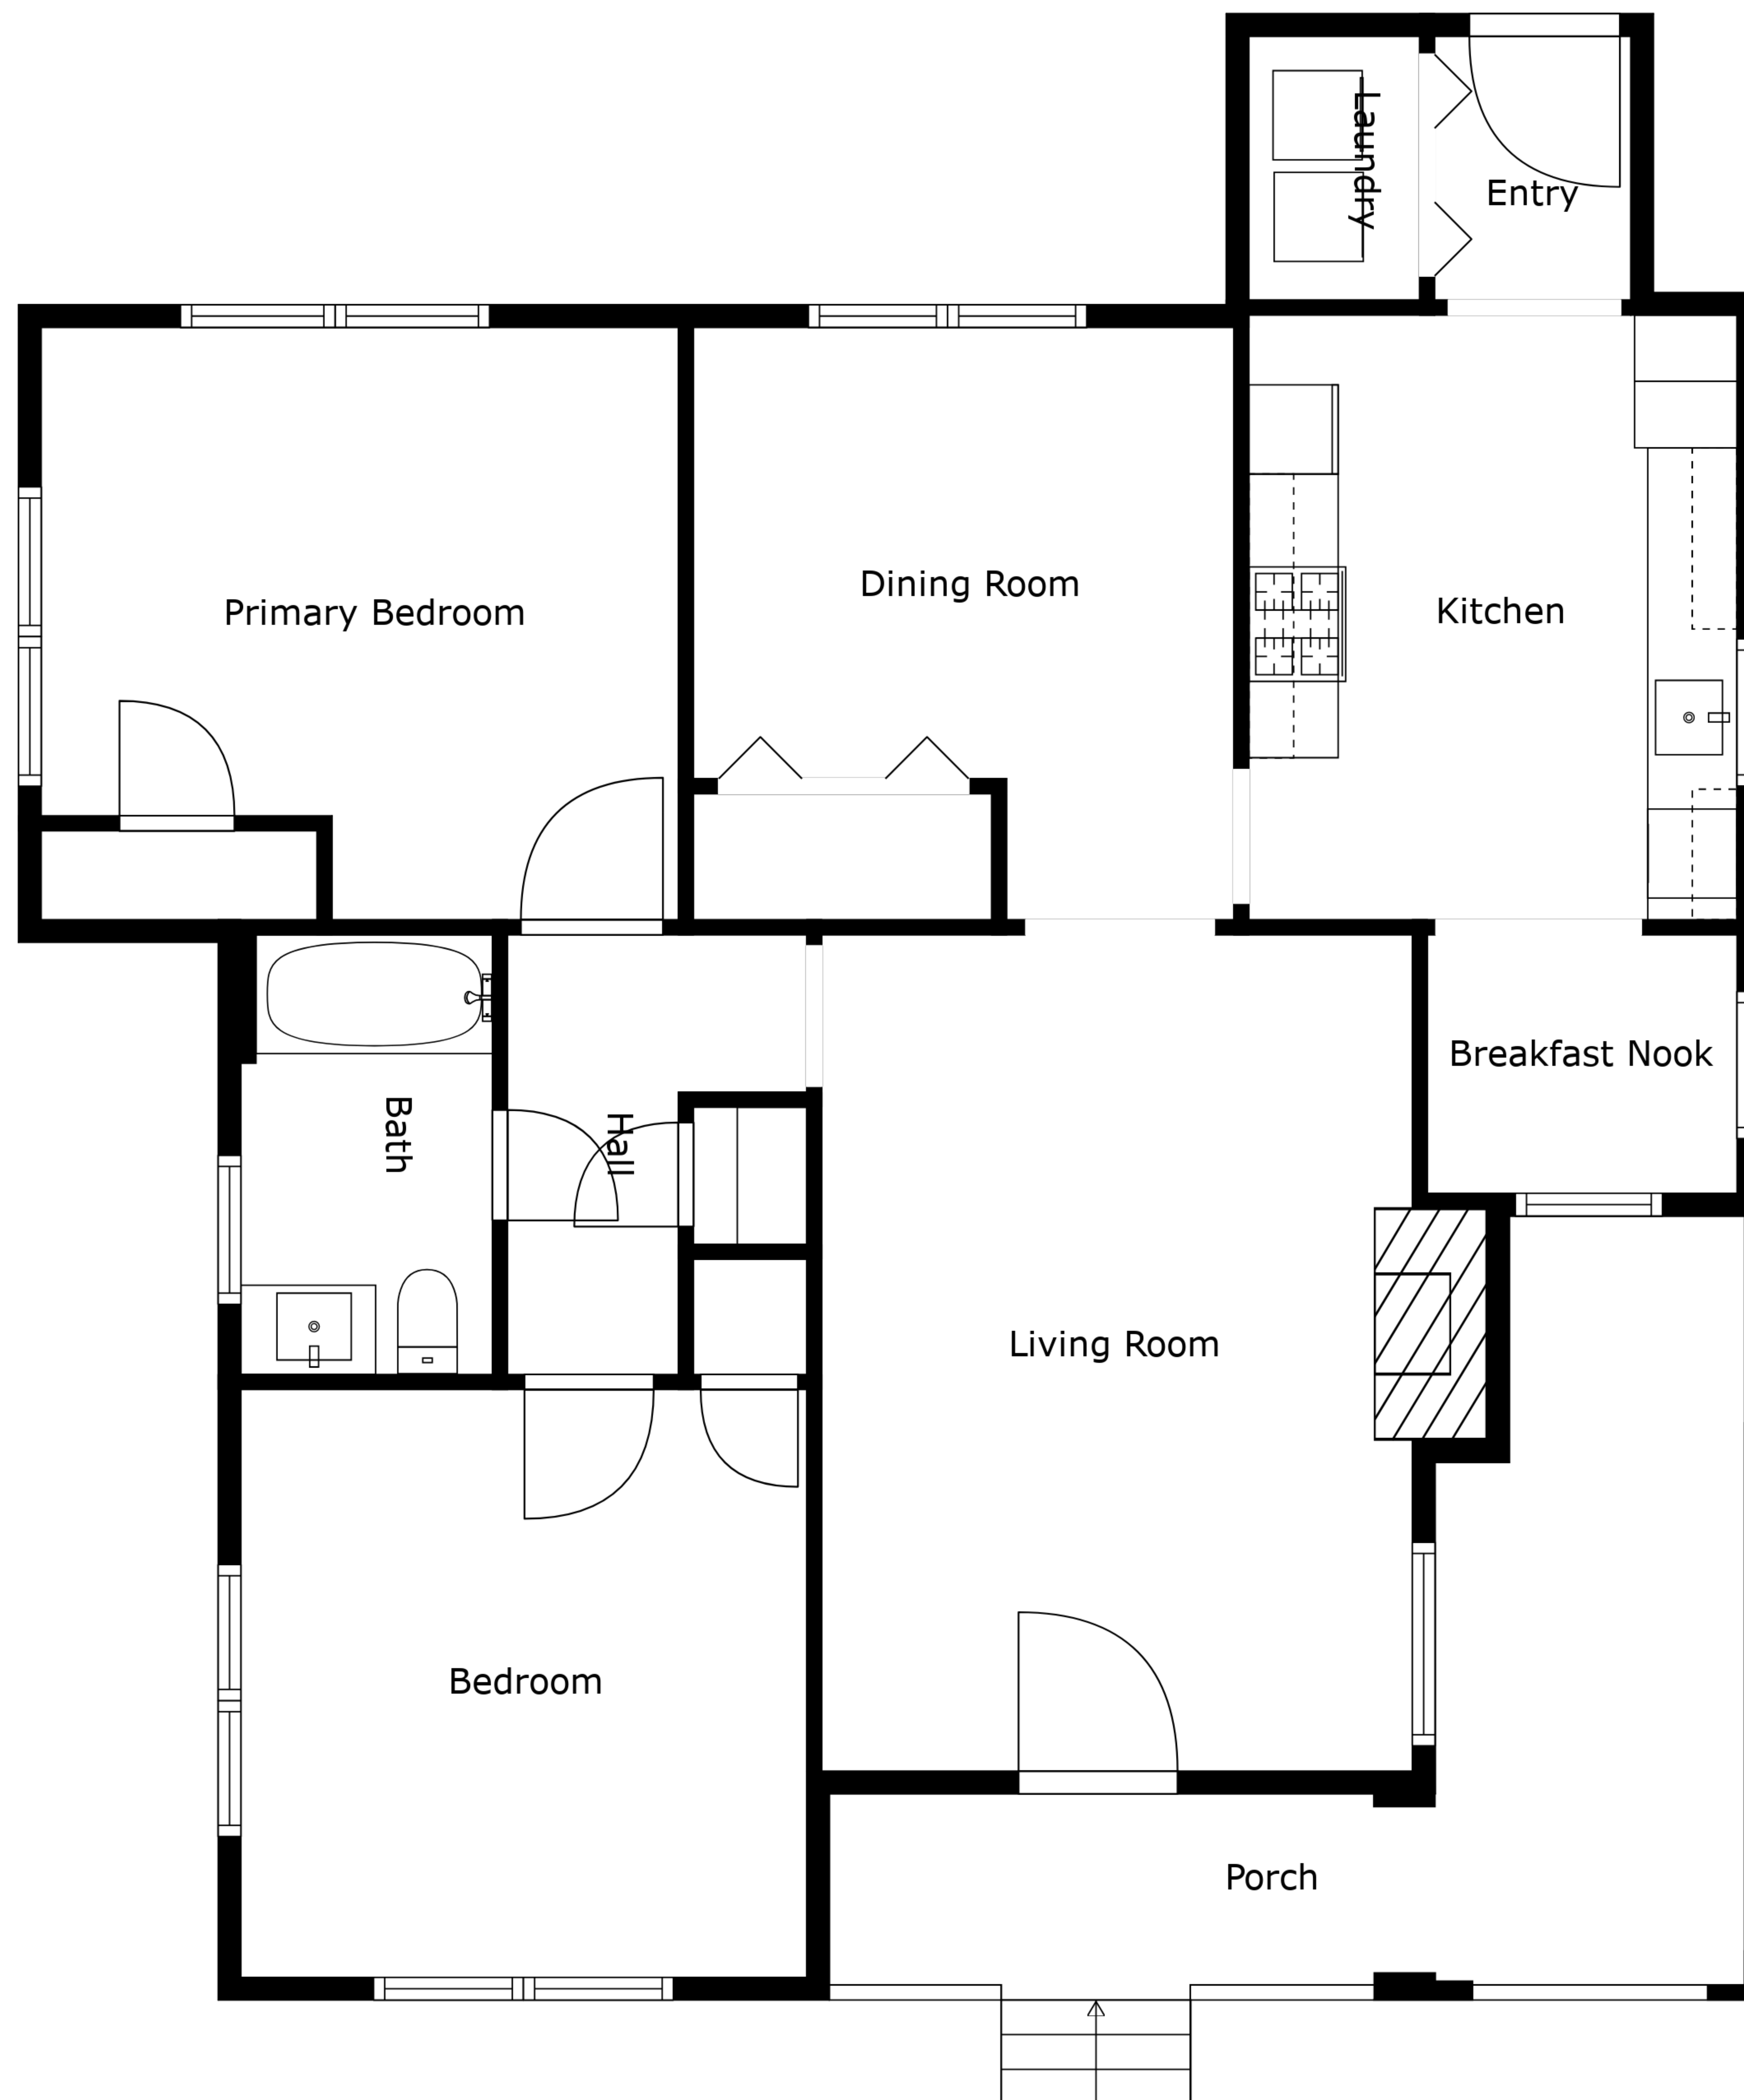 Laundry
Entry
Primary Bedroom
Dining Room
Kitchen
Breakfast Nook
Bath
Hall
Living Room
Bedroom
Porch